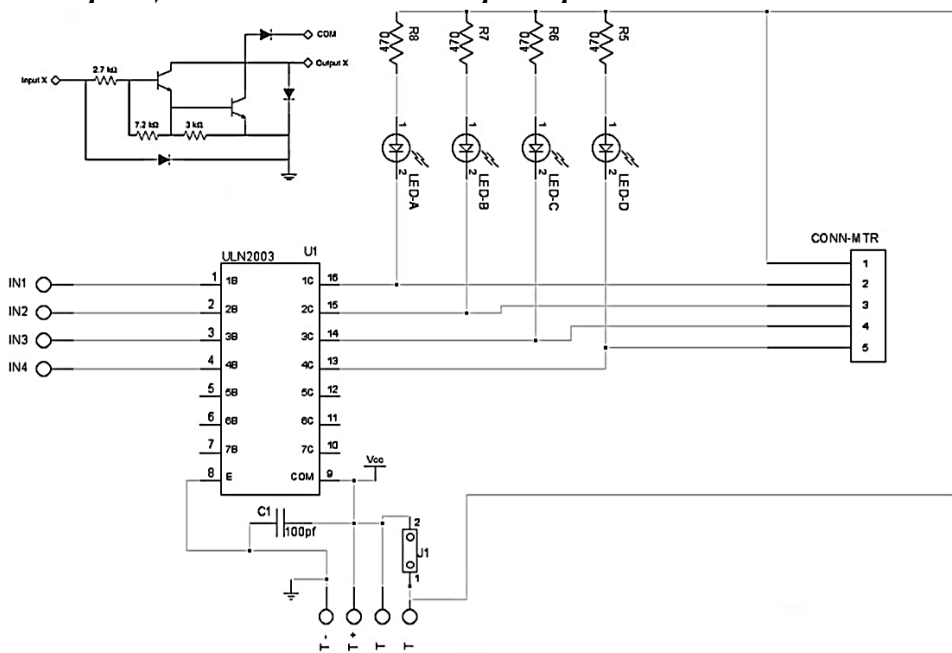 COM
Output X
Input X
2.7 kΩ
7.2 kΩ
3 kΩ
R8
470
R7
470
R6
470
R5
470
1
2
LED-A
1
2
LED-B
1
2
LED-C
1
2
LED-D
CONN-MTR
1
2
3
4
5
ULN2003
U1
IN1
1
1B
1C
16
IN2
2
2B
2C
15
IN3
3
3B
3C
14
IN4
4
4B
4C
13
5
5B
5C
12
6
6B
6C
11
7
7B
7C
10
8
E
COM
9
Vcc
C1
100pf
2
J1
1
T -
T +
T
T